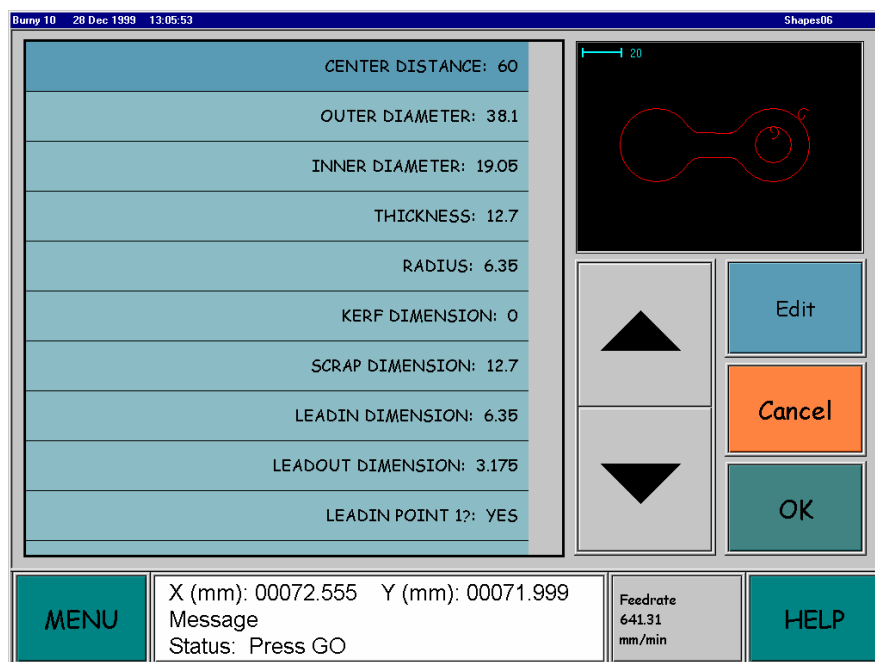 Burny 10 28 Dec 1999 13:05:53 Shapes06
CENTER DISTANCE: 60
OUTER DIAMETER: 38.1
INNER DIAMETER: 19.05
THICKNESS: 12.7
RADIUS: 6.35
KERF DIMENSION: 0
SCRAP DIMENSION: 12.7
LEADIN DIMENSION: 6.35
LEADOUT DIMENSION: 3.175
LEADIN POINT 1?: YES
20
Edit
Cancel
OK
MENU
X (mm): 00072.555 Y (mm): 00071.999
Message
Status: Press GO
Feedrate
641.31
mm/min
HELP